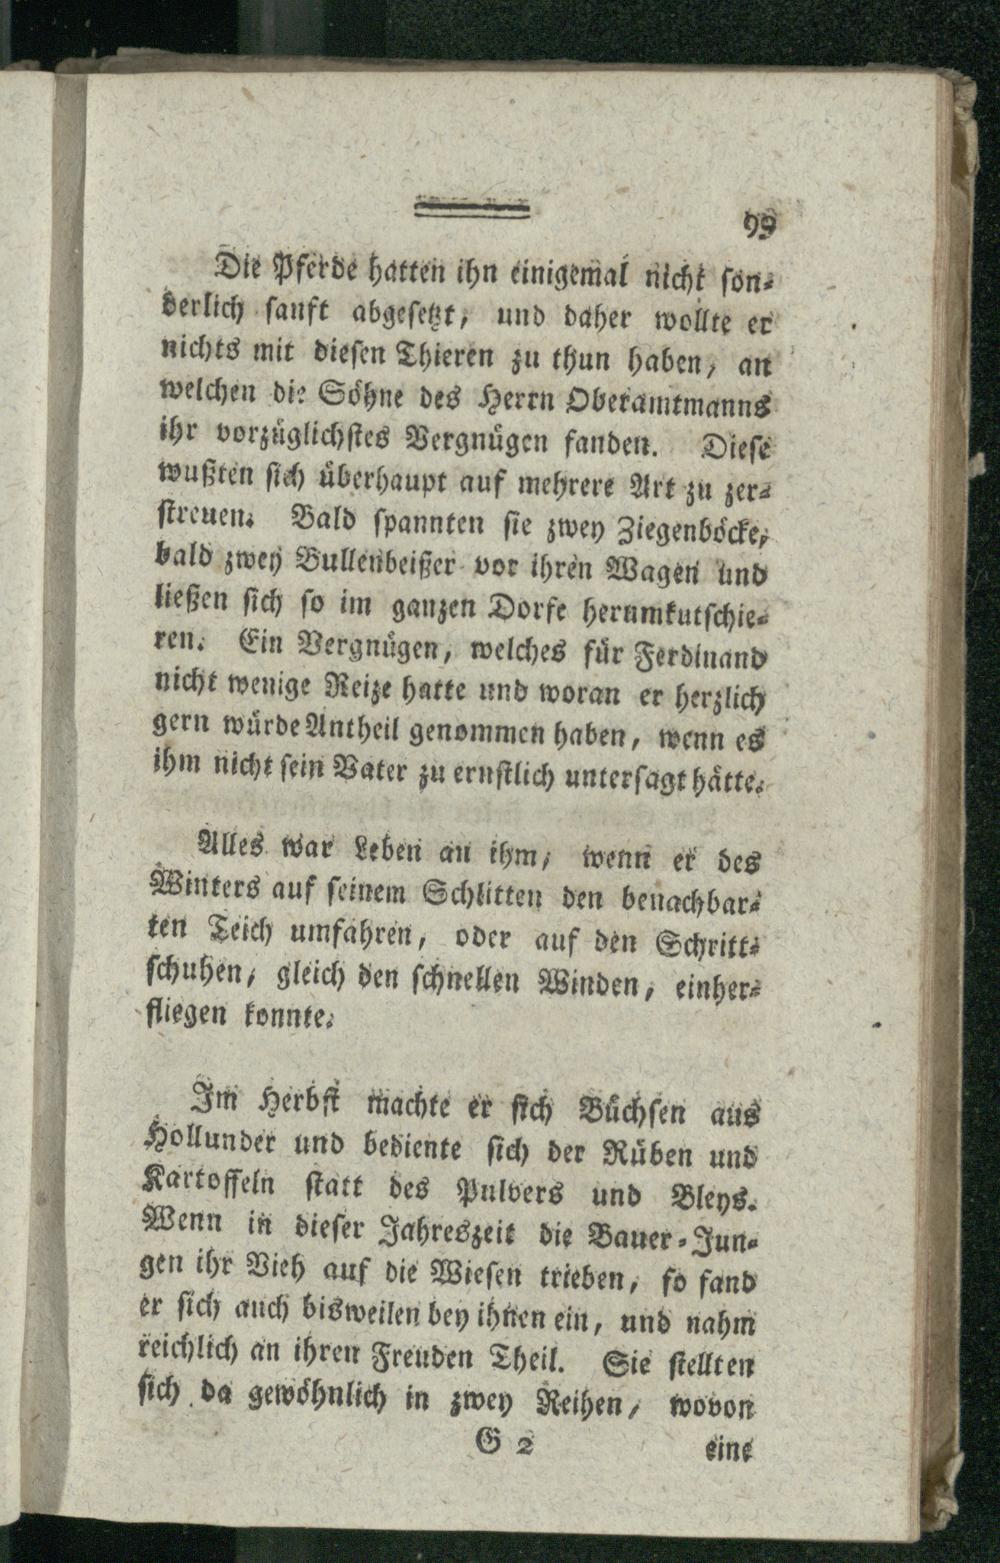 99
Die Pferde hatten ihn einigemal nicht son-
derlich sanft abgesetzt, und daher wollte er
nichts mit diesen Thieren zu thun haben, an
welchen die Söhne des Herrn Oberamtmanns
ihr vorzüglichstes Vergnügen fanden. Diese
wußten sich überhaupt auf mehrere Art zu zer-
streuen. Bald spannten sie zwey Ziegenböcke,
bald zwey Bullenbeißer vor ihren Wagen und
ließen sich so im ganzen Dorfe herumkutschie-
ren. Ein Vergnügen, welches für Ferdinand
nicht wenige Reize hatte und woran er herzlich
gern würde Antheil genommen haben, wenn es
ihm nicht sein Vater zu ernstlich untersagt hätte.
Alles war Leben an ihm, wenn er des
Winters auf seinem Schlitten den benachbar-
ten Teich umfahren, oder auf den Schritt-
schuhen, gleich den schnellen Winden, einher-
fliegen konnte.
Im Herbst machte er sich Büchsen aus
Hollunder und bediente sich der Rüben und
Kartoffeln statt des Pulvers und Bleys.
Wenn in dieser Jahreszeit die Bauer-Jun-
gen ihr Vieh auf die Wiesen trieben, so fand
er sich auch bisweilen bey ihnen ein, und nahm
reichlich an ihren Freuden Theil. Sie stellten
sich da gewöhnlich in zwey Reihen, wovon
G 2 eine